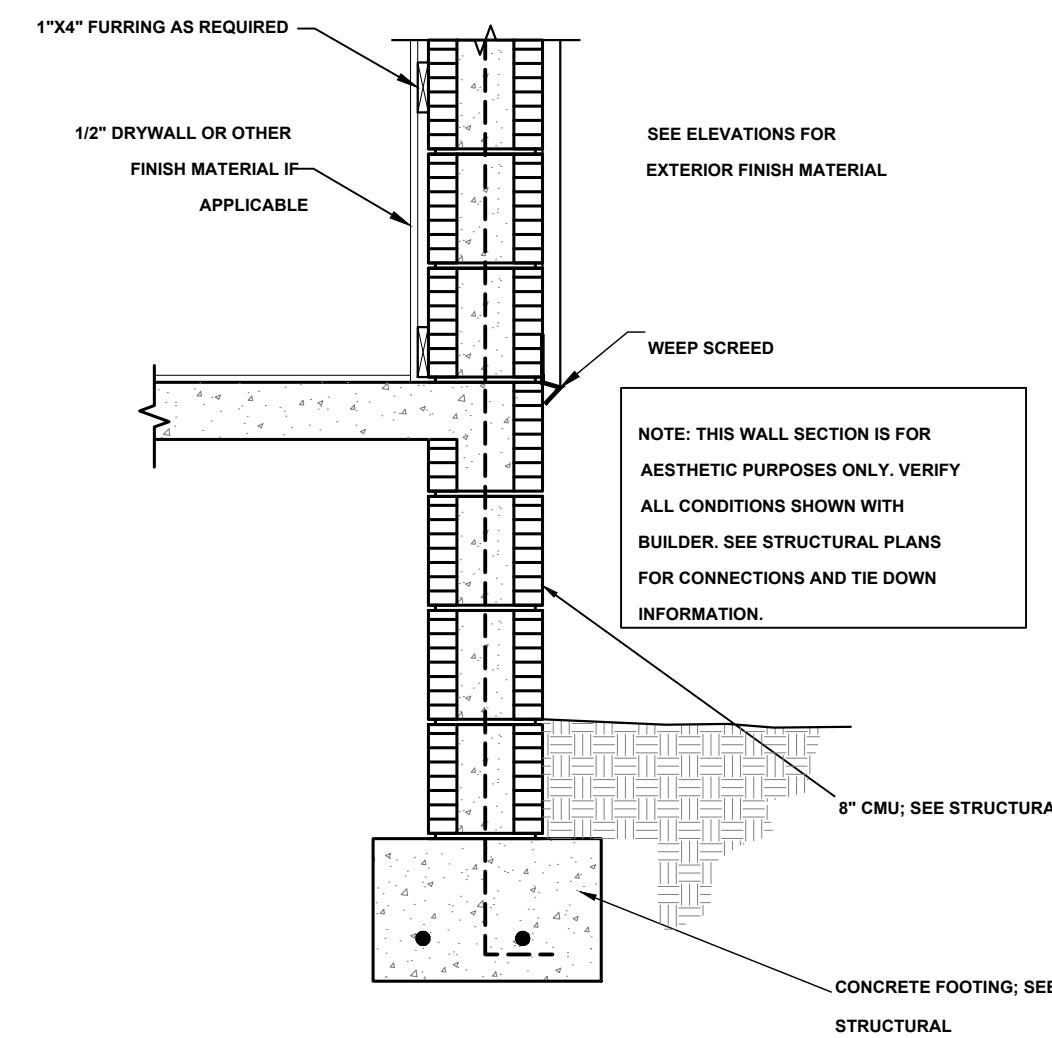 1"X4" FURRING AS REQUIRED
1/2" DRYWALL OR OTHER
FINISH MATERIAL IF
APPLICABLE
SEE ELEVATIONS FOR
EXTERIOR FINISH MATERIAL
WEEP SCREED
NOTE: THIS WALL SECTION IS FOR
AESTHETIC PURPOSES ONLY. VERIFY
ALL CONDITIONS SHOWN WITH
BUILDER. SEE STRUCTURAL PLANS
FOR CONNECTIONS AND TIE DOWN
INFORMATION.
8" CMU; SEE STRUCTURA
CONCRETE FOOTING; SEE
STRUCTURAL